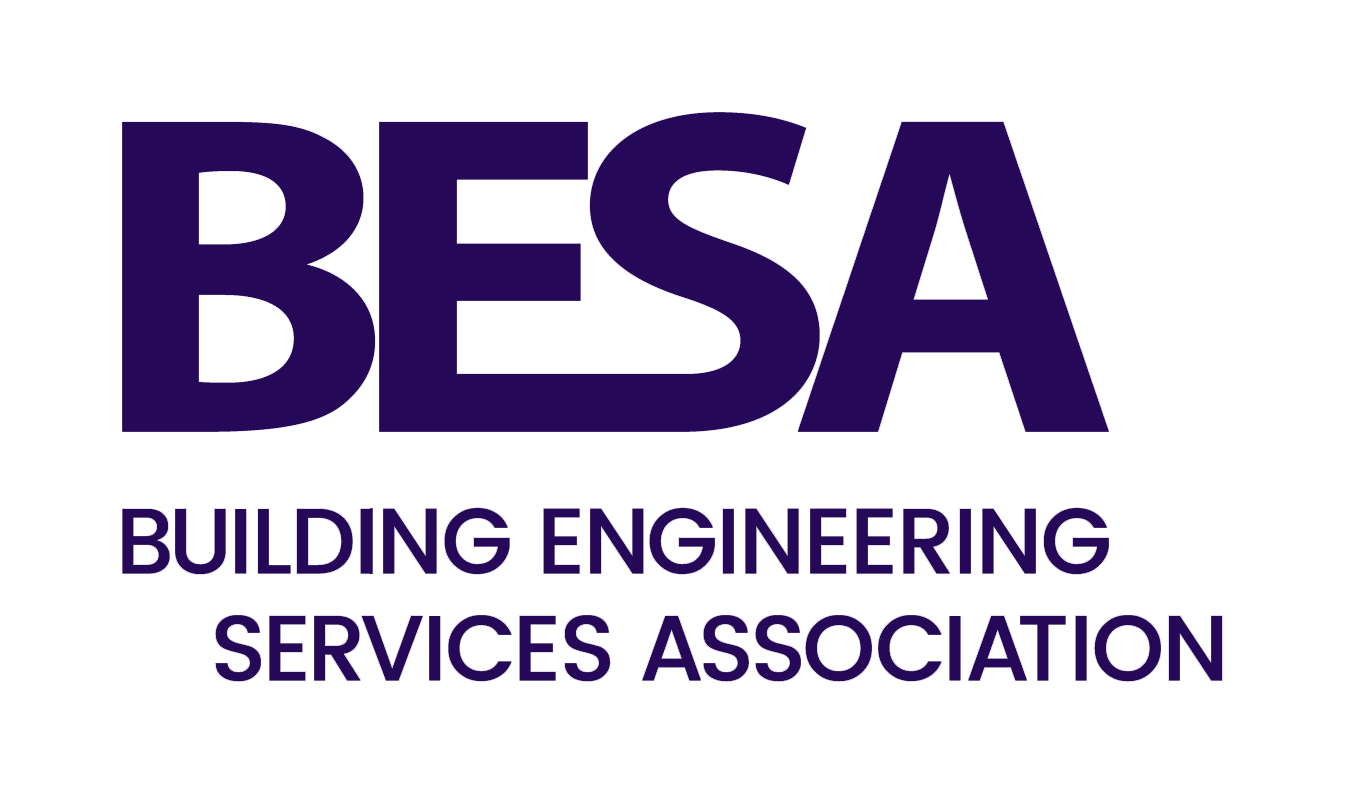 BESA
BUILDING ENGINEERING
SERVICES ASSOCIATION